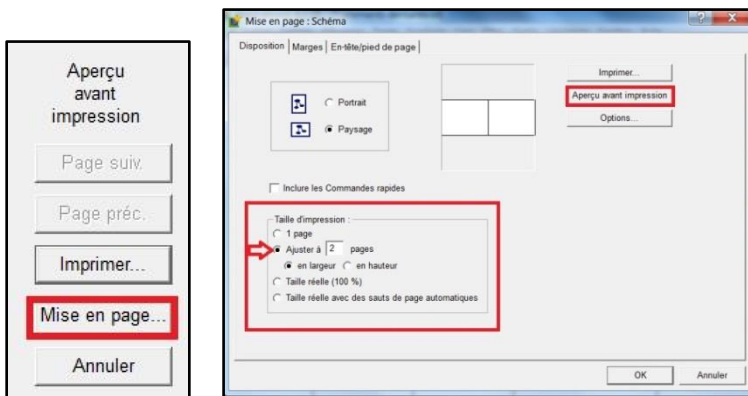 Aperçu
avant
impression
Page suiv.
Page préc.
Imprimer...
Mise en page...
Annuler
Mise en page : Schéma
Disposition
Marges
En-tête/pied de page
Portrait
Paysage
Imprimer...
Aperçu avant impression
Options...
Inclure les Commandes rapides
Taille d'impression :
1 page
Ajuster à 2 pages
en largeur en hauteur
Taille réelle (100 %)
Taille réelle avec des sauts de page automatiques
OK
Annuler